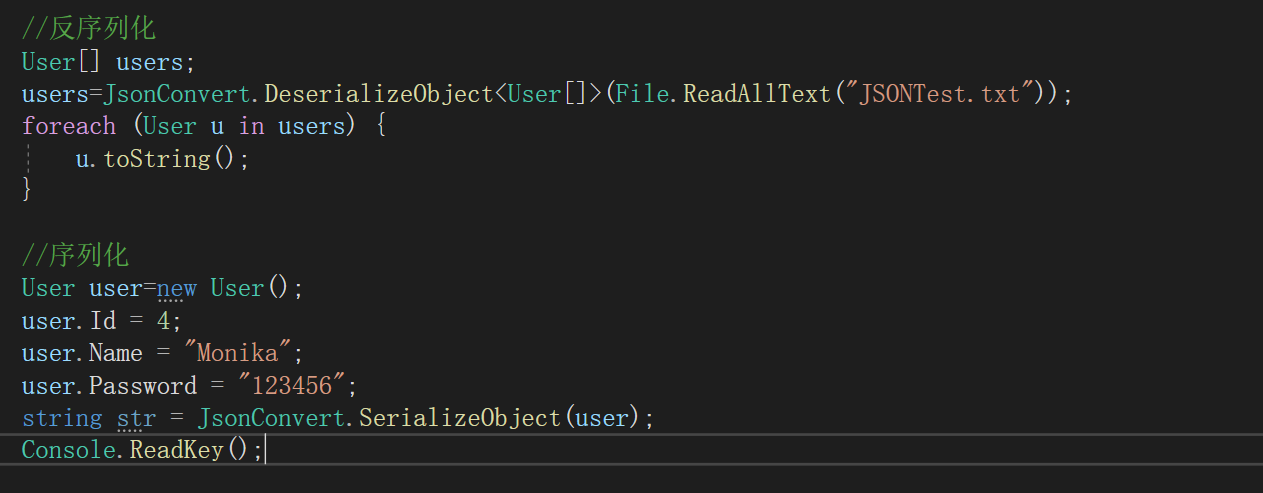 //反序列化
User[] users;
users=JsonConvert.DeserializeObject<User[]>(File.ReadAllText("JSONTest.txt"));
foreach (User u in users) {
    u.toString();
}
//序列化
User user=new User();
user.Id = 4;
user.Name = "Monika";
user.Password = "123456";
string str = JsonConvert.SerializeObject(user);
Console.ReadKey();